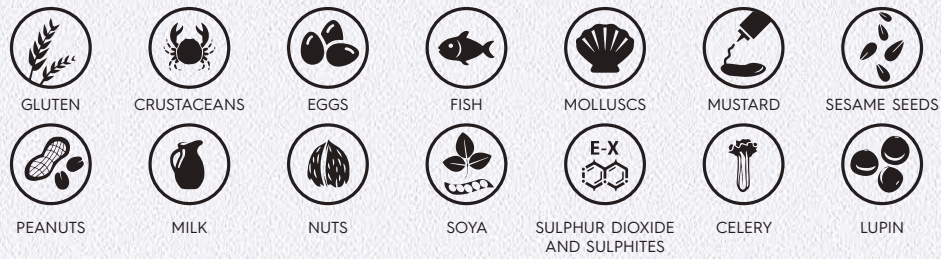 GLUTEN
CRUSTACEANS
EGGS
FISH
MOLLUSCS
MUSTARD
SESAME SEEDS
PEANUTS
MILK
NUTS
SOYA
E-X
SULPHUR DIOXIDE
AND SULPHITES
CELERY
LUPIN